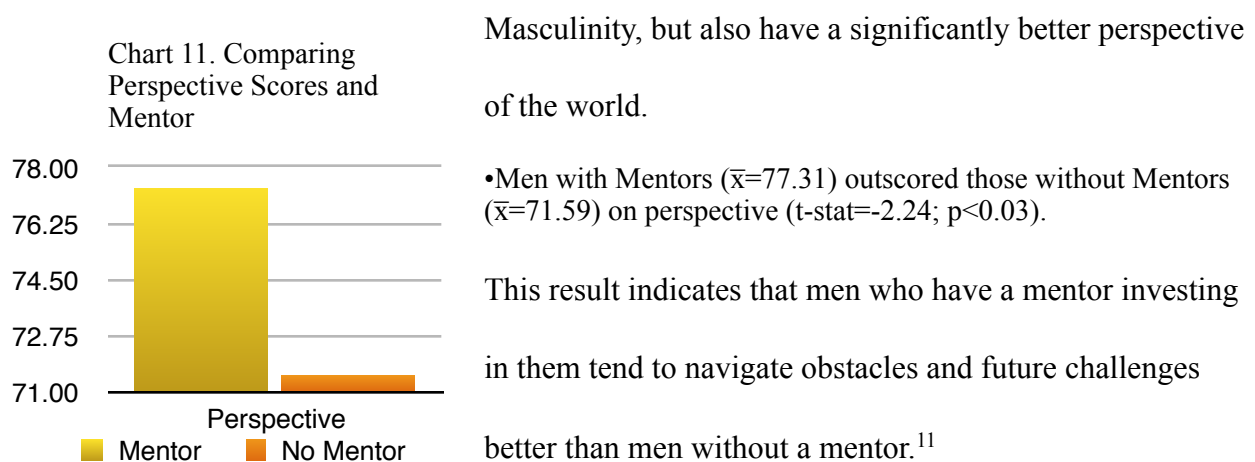 Chart 11. Comparing
Perspective Scores and
Mentor
78.00
76.25
74.50
72.75
71.00
Perspective
Mentor
No Mentor
Masculinity, but also have a significantly better perspective
of the world.
•Men with Mentors (x̅=77.31) outscored those without Mentors
(x̅=71.59) on perspective (t-stat=-2.24; p<0.03).
This result indicates that men who have a mentor investing
in them tend to navigate obstacles and future challenges
better than men without a mentor.¹¹